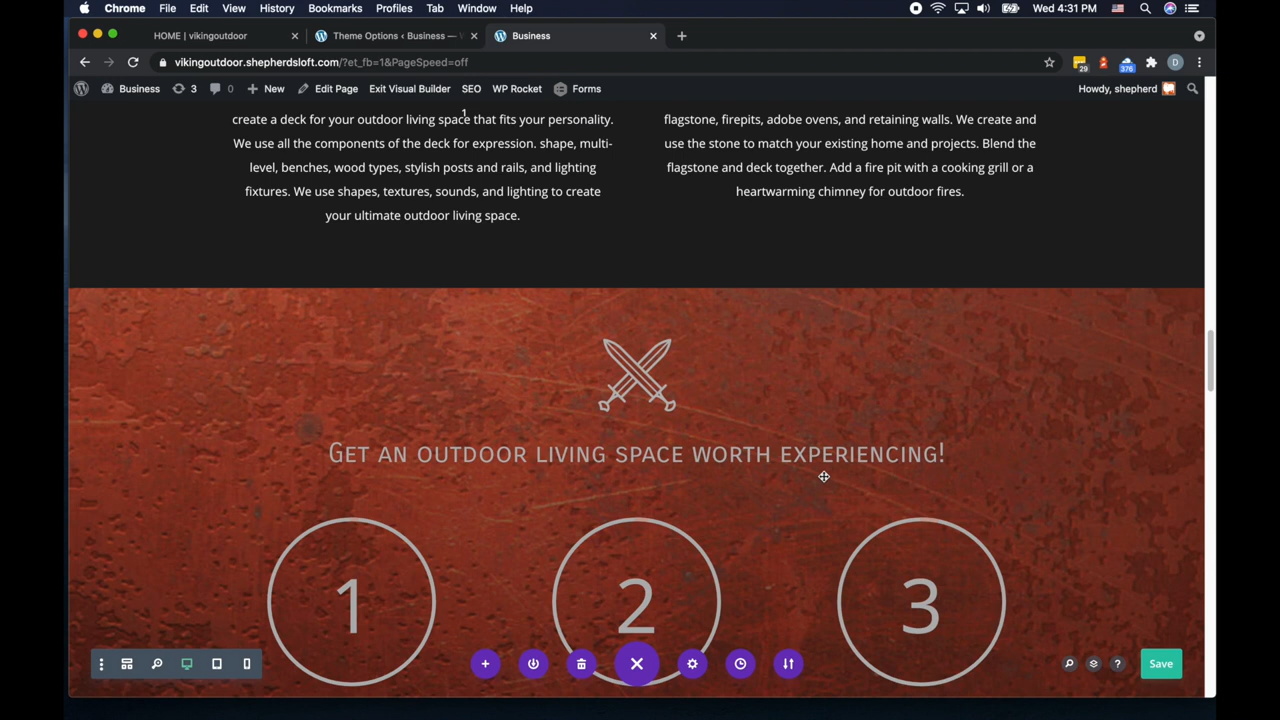 Chrome File Edit View History Bookmarks Profiles Tab Window Help Wed 4:31 PM
HOME | vikingoutdoor Theme Options ‹ Business — Business
vikingoutdoor.shepherdsloft.com/?et_fb=1&PageSpeed=off 29 376 D
Business 3 0 New Edit Page Exit Visual Builder SEO WP Rocket Forms Howdy, shepherd
1
create a deck for your outdoor living space that fits your personality.
We use all the components of the deck for expression. shape, multi-
level, benches, wood types, stylish posts and rails, and lighting
fixtures. We use shapes, textures, sounds, and lighting to create
your ultimate outdoor living space.
flagstone, firepits, adobe ovens, and retaining walls. We create and
use the stone to match your existing home and projects. Blend the
flagstone and deck together. Add a fire pit with a cooking grill or a
heartwarming chimney for outdoor fires.
Get an outdoor living space worth experiencing!
1 2 3
? Save